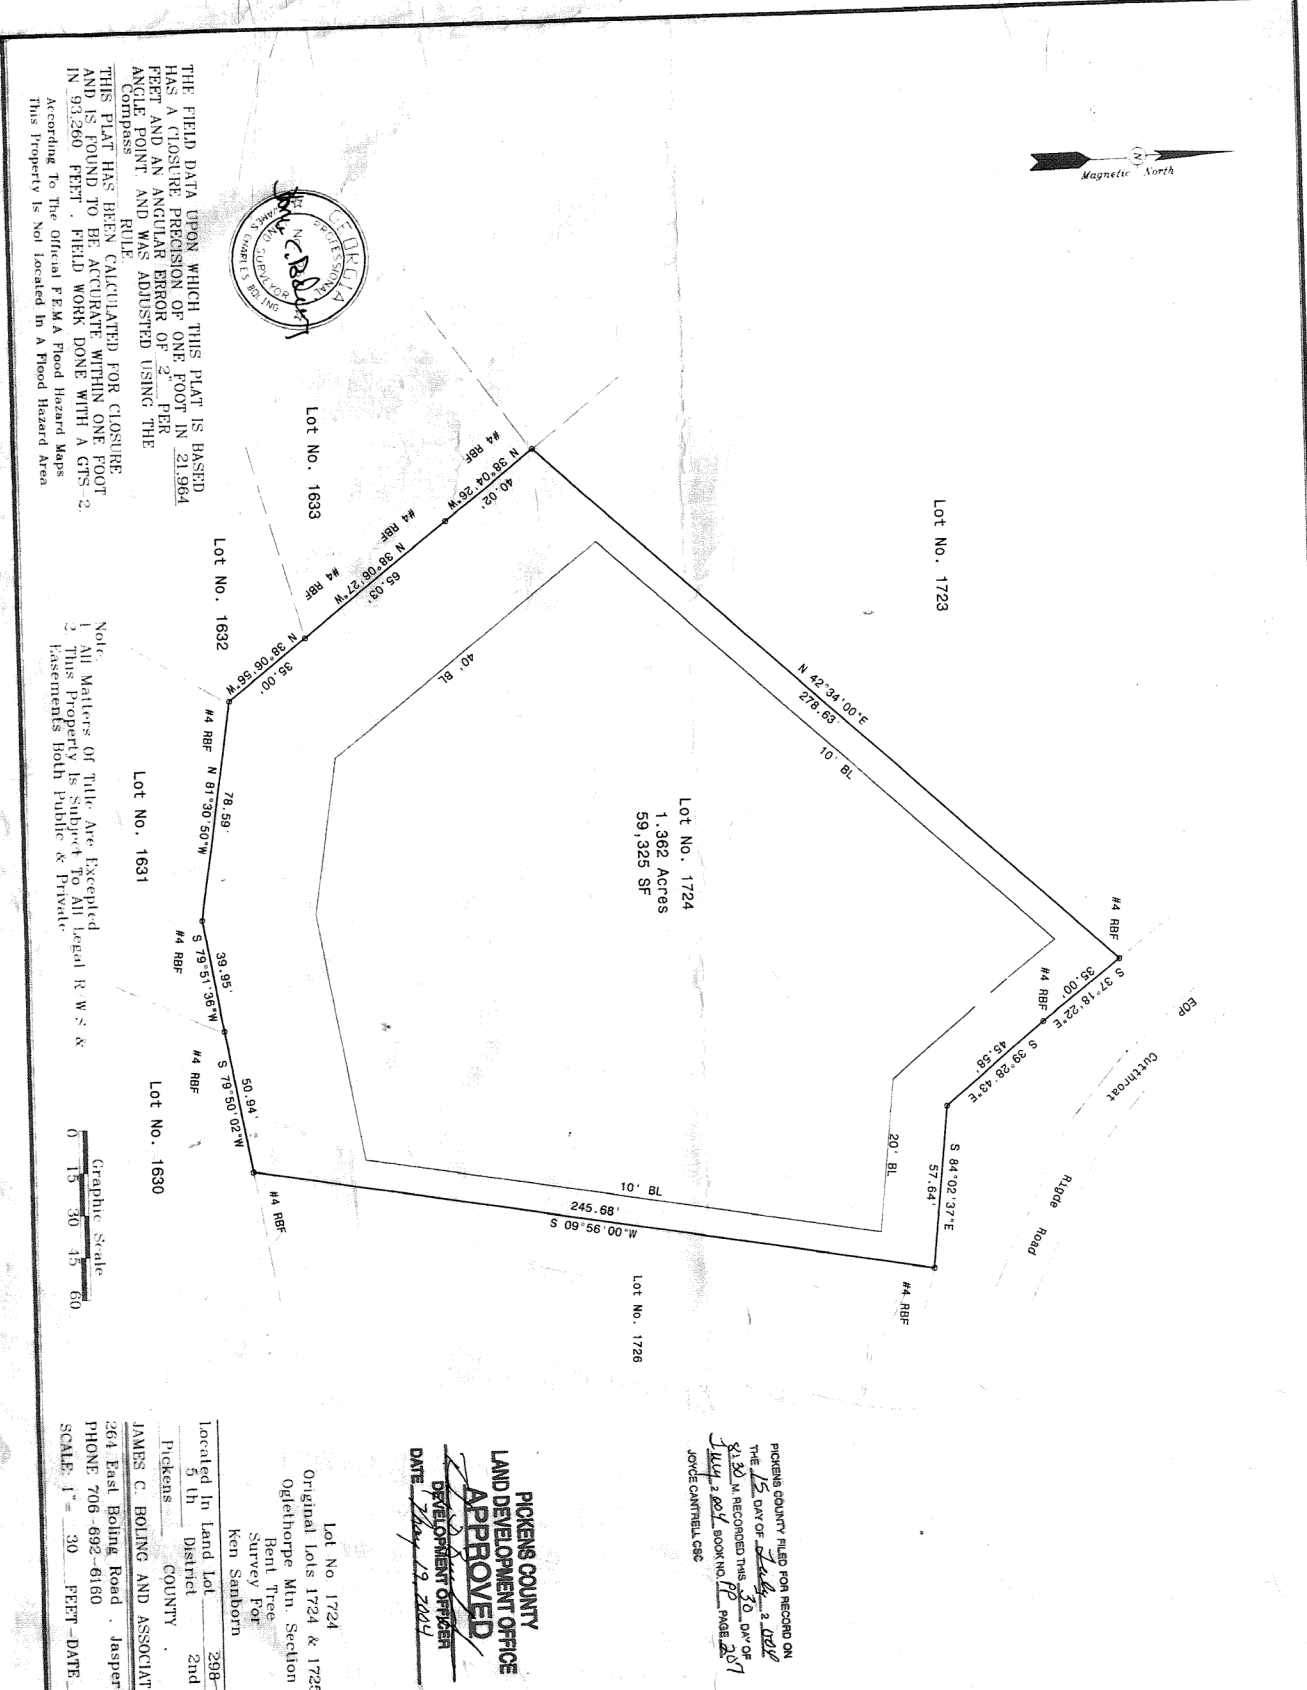 Magnetic North
GEORGIA
PROFESSIONAL
No.
LAND SURVEYOR
JAMES CHARLES BOLING
THE FIELD DATA UPON WHICH THIS PLAT IS BASED
HAS A CLOSURE PRECISION OF ONE FOOT IN 21,964
FEET AND AN ANGULAR ERROR OF 2" PER
ANGLE POINT AND WAS ADJUSTED USING THE
Compass RULE.
THIS PLAT HAS BEEN CALCULATED FOR CLOSURE
AND IS FOUND TO BE ACCURATE WITHIN ONE FOOT
IN 93,260 FEET. FIELD WORK DONE WITH A GTS-2.
According To The Official F.E.M.A Flood Hazard Maps
This Property Is Not Located In A Flood Hazard Area
Lot No. 1723
Lot No. 1633
Lot No. 1632
Lot No. 1631
Lot No. 1630
Lot No. 1726
#4 RBF
N 38°04'26"W
40.02'
#4 RBF
N 38°06'27"W
65.03'
#4 RBF
N 38°06'56"W
35.00'
#4 RBF
N 81°30'50"W
78.59'
#4 RBF
S 79°51'36"W
39.95'
#4 RBF
S 79°50'02"W
50.94'
#4 RBF
N 42°34'00"E
278.63'
10' BL
40' BL
Lot No. 1724
1.362 Acres
59,325 SF
#4 RBF
S 37°18'22"E
35.00'
#4 RBF
S 39°28'43"E
45.58'
S 84°02'37"E
57.64'
20' BL
#4 RBF
10' BL
245.68'
S 09°56'00"W
EOP
Cutthroat
Rigde Road
Note:
1. All Matters Of Title Are Excepted
2. This Property Is Subject To All Legal R/W'S &
Easements Both Public & Private.
Graphic Scale
0 15 30 45 60
PICKENS COUNTY FILED FOR RECORD ON
THE 15 DAY OF July 2004
8:30 M. RECORDED THIS 30 DAY OF
July 2004 BOOK NO. PP PAGE 207
JOYCE CANTRELL CSC
PICKENS COUNTY
LAND DEVELOPMENT OFFICE
APPROVED
DEVELOPMENT OFFICER
DATE May 19, 2004
Lot No 1724
Original Lots 1724 & 1725
Oglethorpe Mtn. Section
Bent Tree
Survey For
Ken Sanborn
Located In Land Lot 298
5 th District 2nd
Pickens COUNTY .
JAMES C. BOLING AND ASSOCIAT
264 East Boling Road . Jasper
PHONE 706-692-6160
SCALE: 1"= 30 FEET-DATE